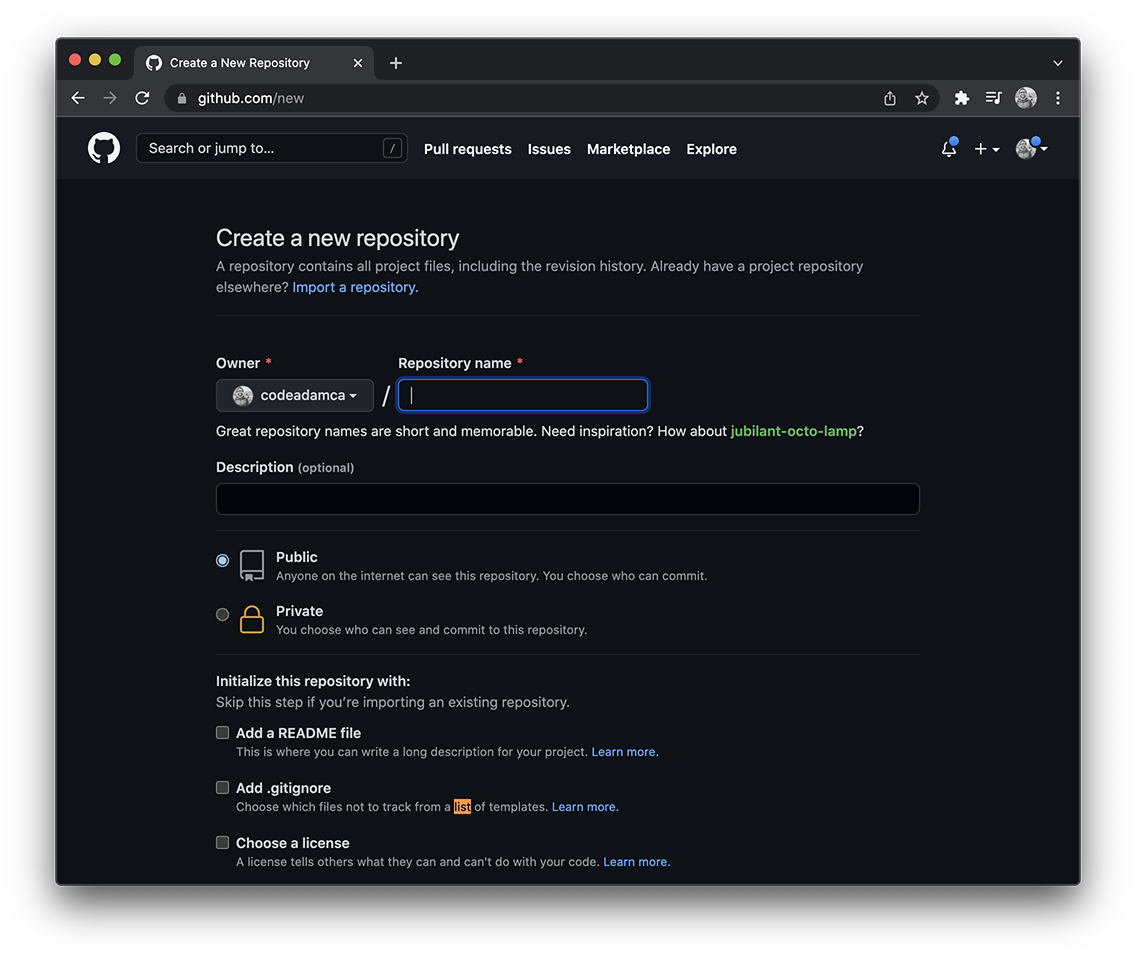 Create a New Repository
github.com/new
Search or jump to... /
Pull requests Issues Marketplace Explore
Create a new repository
A repository contains all project files, including the revision history. Already have a project repository
elsewhere? Import a repository.
Owner * Repository name *
codeadamca /
Great repository names are short and memorable. Need inspiration? How about jubilant-octo-lamp?
Description (optional)
Public
Anyone on the internet can see this repository. You choose who can commit.
Private
You choose who can see and commit to this repository.
Initialize this repository with:
Skip this step if you’re importing an existing repository.
Add a README file
This is where you can write a long description for your project. Learn more.
Add .gitignore
Choose which files not to track from a list of templates. Learn more.
Choose a license
A license tells others what they can and can't do with your code. Learn more.